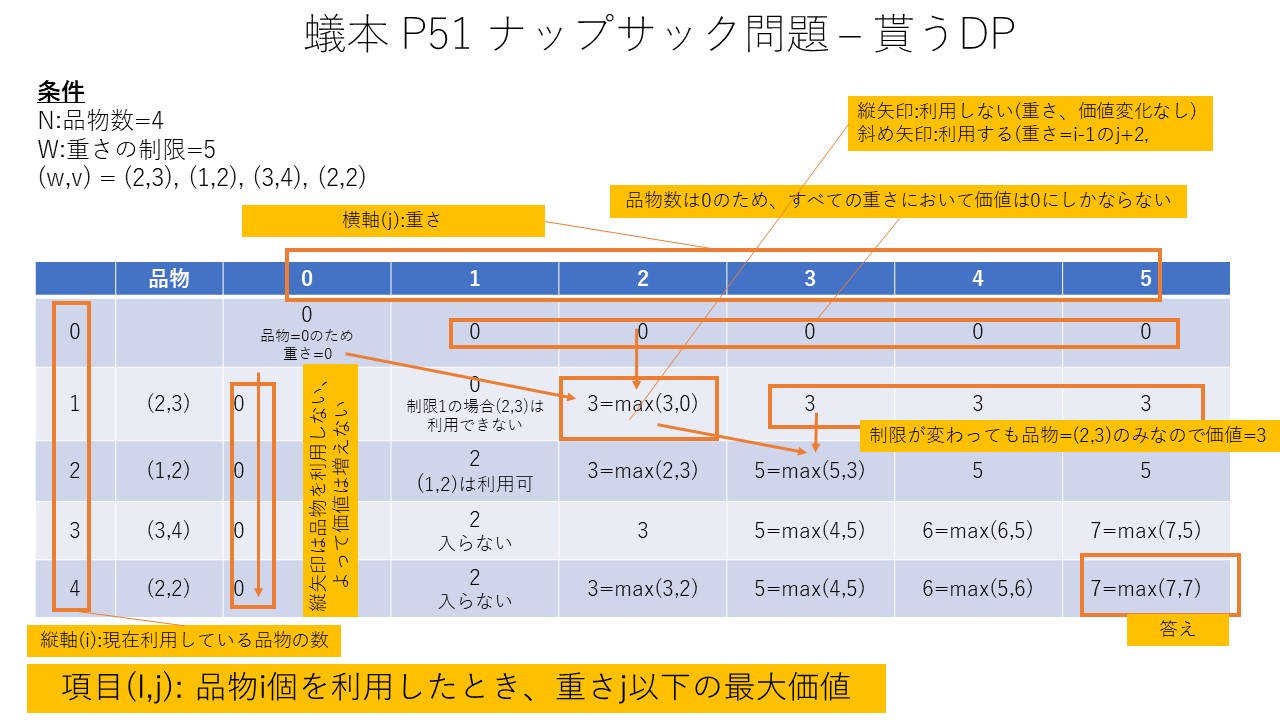 蟻本 P51 ナップサック問題 – 貰うDP
条件
N:品物数=4
W:重さの制限=5
(w,v) = (2,3), (1,2), (3,4), (2,2)
縦矢印:利用しない(重さ、価値変化なし)
斜め矢印:利用する(重さ=i-1のj+2,
品物数は0のため、すべての重さにおいて価値は0にしかならない
横軸(j):重さ
品物 0 1 2 3 4 5
0 0 0 0 0 0 0
品物=0のため
重さ=0
1 (2,3) 0 0 3=max(3,0) 3 3 3
制限1の場合(2,3)は
利用できない
制限が変わっても品物=(2,3)のみなので価値=3
縦矢印は品物を利用しない、
よって価値は増えない
2 (1,2) 0 2 3=max(2,3) 5=max(5,3) 5 5
(1,2)は利用可
3 (3,4) 0 2 3 5=max(4,5) 6=max(6,5) 7=max(7,5)
入らない
4 (2,2) 0 2 3=max(3,2) 5=max(4,5) 6=max(5,6) 7=max(7,7)
入らない
答え
縦軸(i):現在利用している品物の数
項目(I,j): 品物i個を利用したとき、重さj以下の最大価値